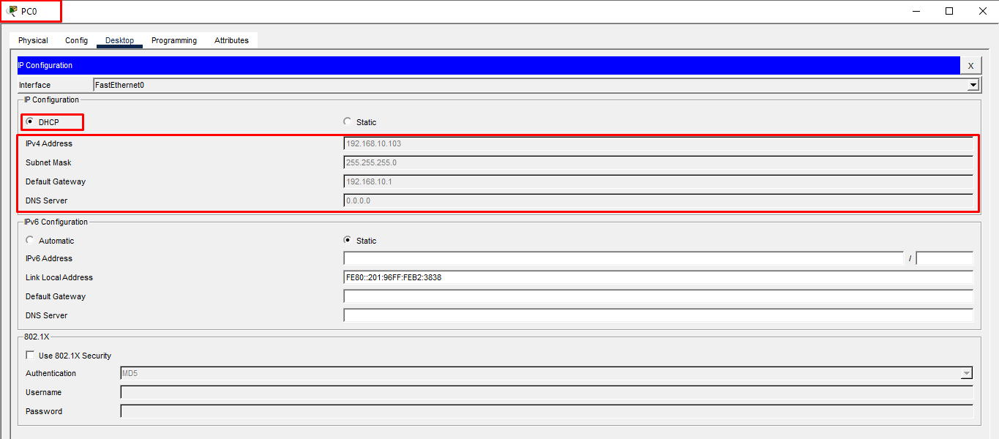 PC0
Physical Config Desktop Programming Attributes
IP Configuration X
Interface FastEthernet0
IP Configuration
DHCP Static
IPv4 Address 192.168.10.103
Subnet Mask 255.255.255.0
Default Gateway 192.168.10.1
DNS Server 0.0.0.0
IPv6 Configuration
Automatic Static
IPv6 Address /
Link Local Address FE80::201:96FF:FEB2:3838
Default Gateway
DNS Server
802.1X
Use 802.1X Security
Authentication MD5
Username
Password